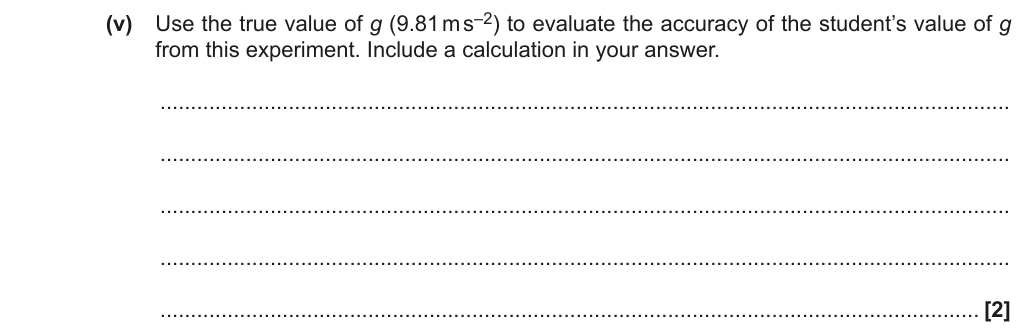 (v) Use the true value of g (9.81 m s⁻²) to evaluate the accuracy of the student's value of g
from this experiment. Include a calculation in your answer.
..........................................................................................................................................
..........................................................................................................................................
..........................................................................................................................................
..........................................................................................................................................
..................................................................................................................................... [2]